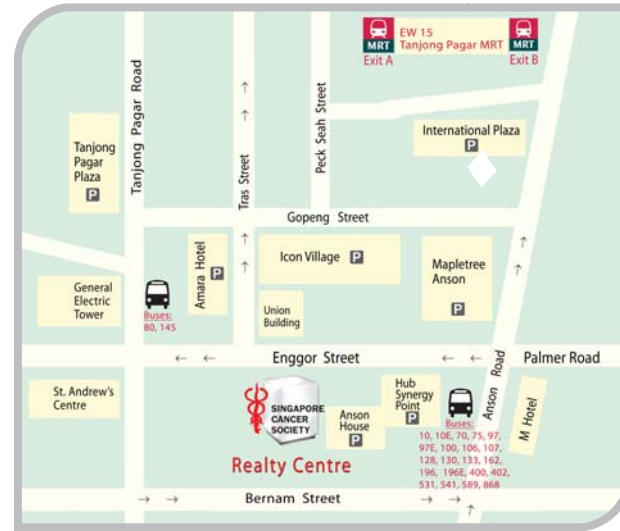 MRT
EW 15
Tanjong Pagar MRT
MRT
Exit A
Exit B
Tanjong Pagar Road
Peck Seah Street
International Plaza
P
Tanjong
Pagar
Plaza
P
Tras Street
Gopeng Street
Amara Hotel
P
Icon Village P
Mapletree
Anson
P
General
Electric
Tower
Buses:
80, 145
Union
Building
Enggor Street
Anson Road
Palmer Road
St. Andrew's
Centre
SINGAPORE
CANCER
SOCIETY
Anson
House
P
Hub
Synergy
Point
P
M Hotel
Buses:
10, 10E, 70, 75, 97,
97E, 100, 106, 107,
128, 130, 133, 162,
196, 196E, 400, 402,
531, 541, 589, 868
Realty Centre
Bernam Street